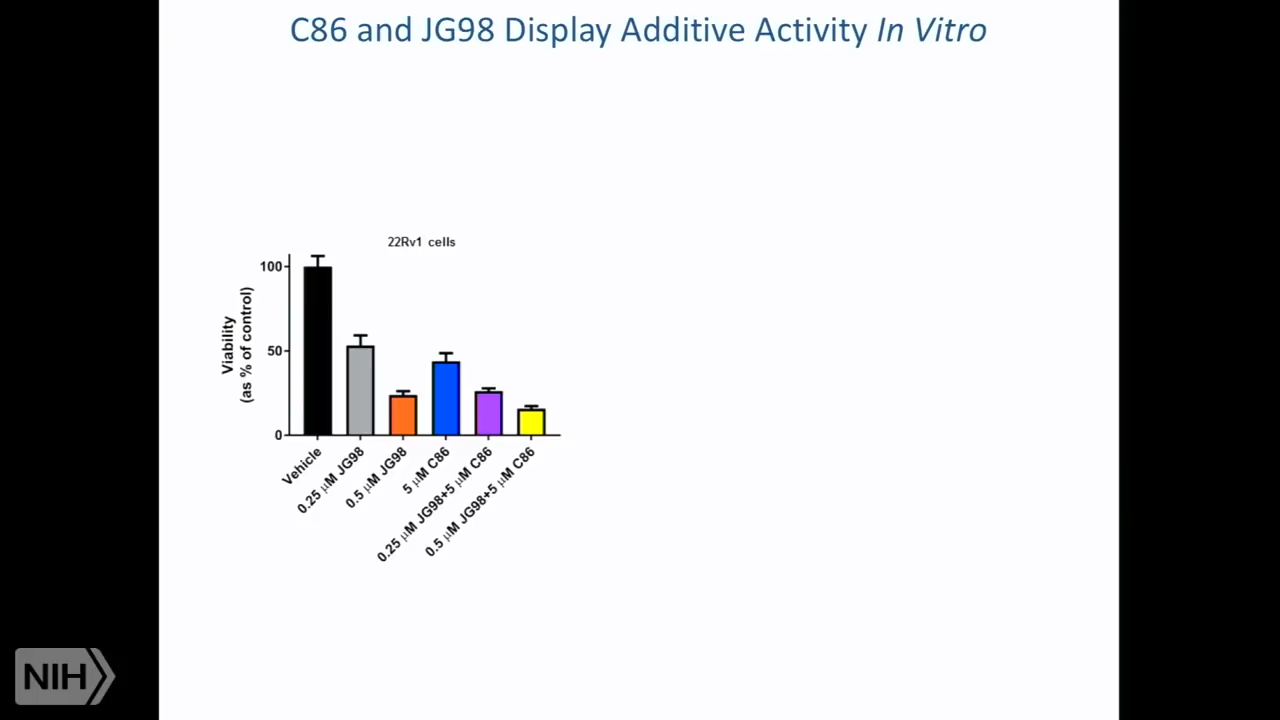 C86 and JG98 Display Additive Activity In Vitro
22Rv1 cells
Viability
(as % of control)
100
50
0
Vehicle
0.25 µM JG98
0.5 µM JG98
5 µM C86
0.25 µM JG98+5 µM C86
0.5 µM JG98+5 µM C86
NIH